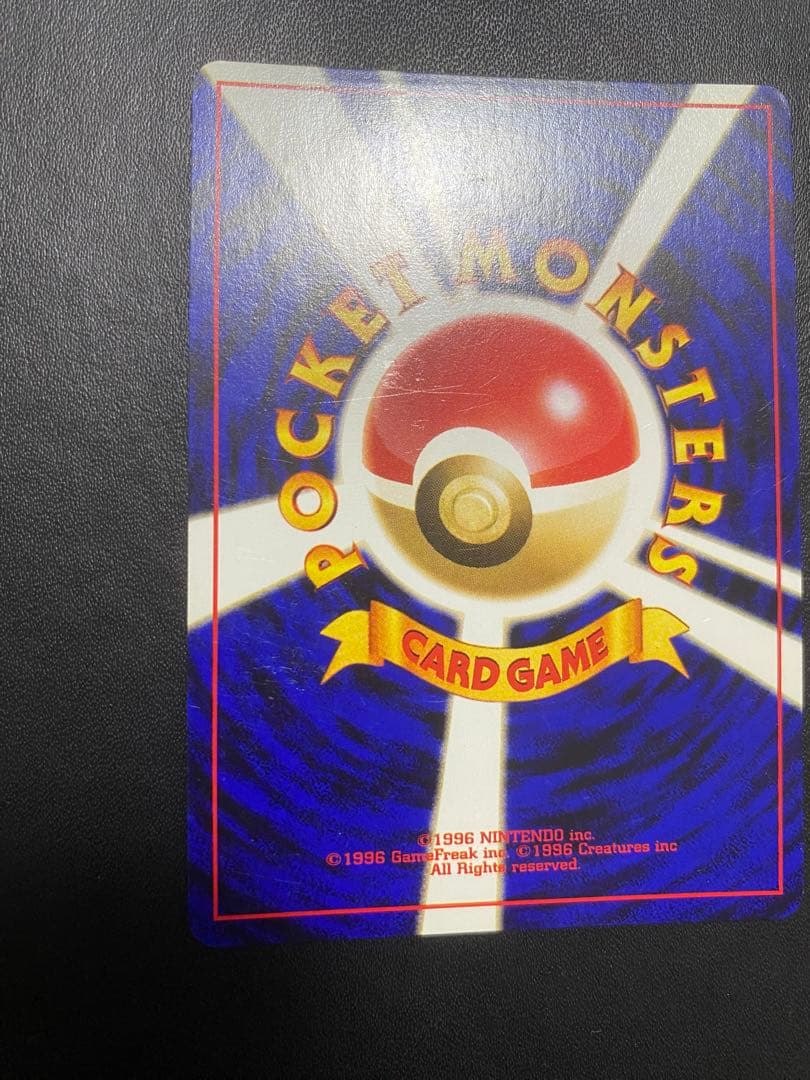 POCKET MONSTERS
CARD GAME
©1996 NINTENDO inc.
©1996 GameFreak inc. ©1996 Creatures inc
All Rights reserved.